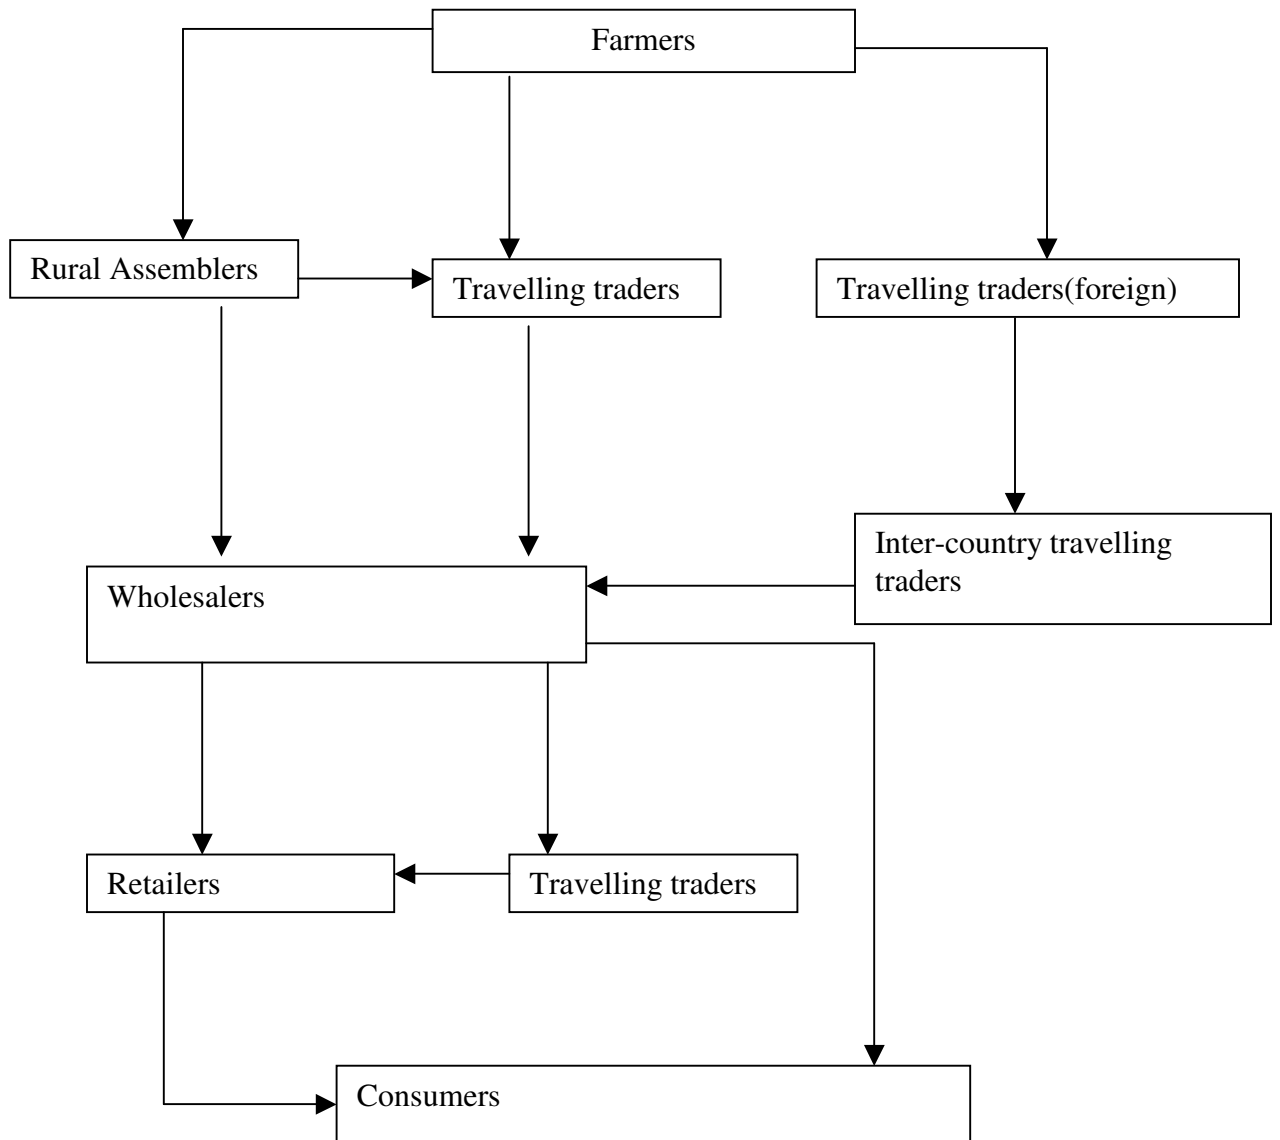 Farmers
Rural Assemblers
Travelling traders
Travelling traders(foreign)
Inter-country travelling
traders
Wholesalers
Retailers
Travelling traders
Consumers